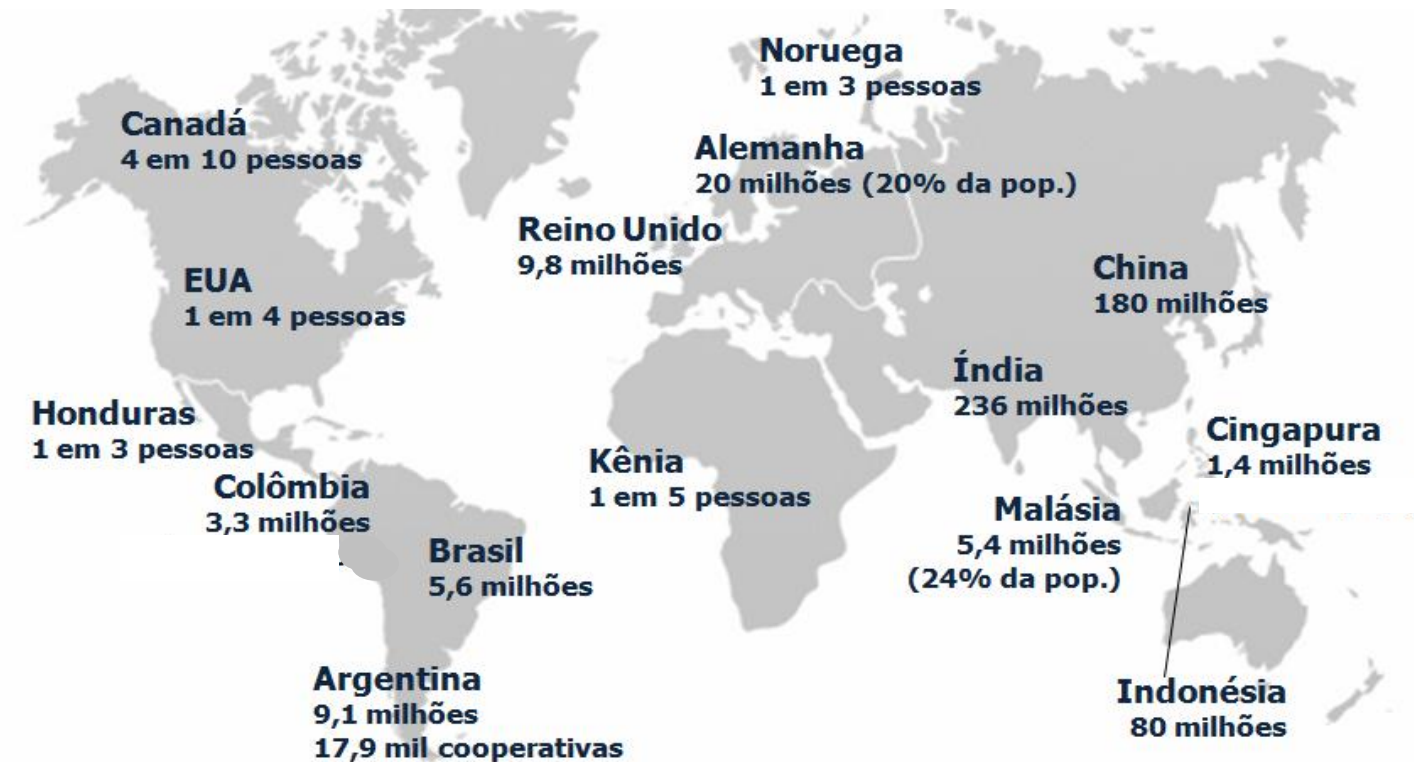 Noruega
1 em 3 pessoas
Canadá
4 em 10 pessoas
Alemanha
20 milhões (20% da pop.)
Reino Unido
9,8 milhões
EUA
1 em 4 pessoas
China
180 milhões
Índia
236 milhões
Honduras
1 em 3 pessoas
Cingapura
1,4 milhões
Kênia
1 em 5 pessoas
Colômbia
3,3 milhões
Malásia
5,4 milhões
(24% da pop.)
Brasil
5,6 milhões
Argentina
9,1 milhões
17,9 mil cooperativas
Indonésia
80 milhões